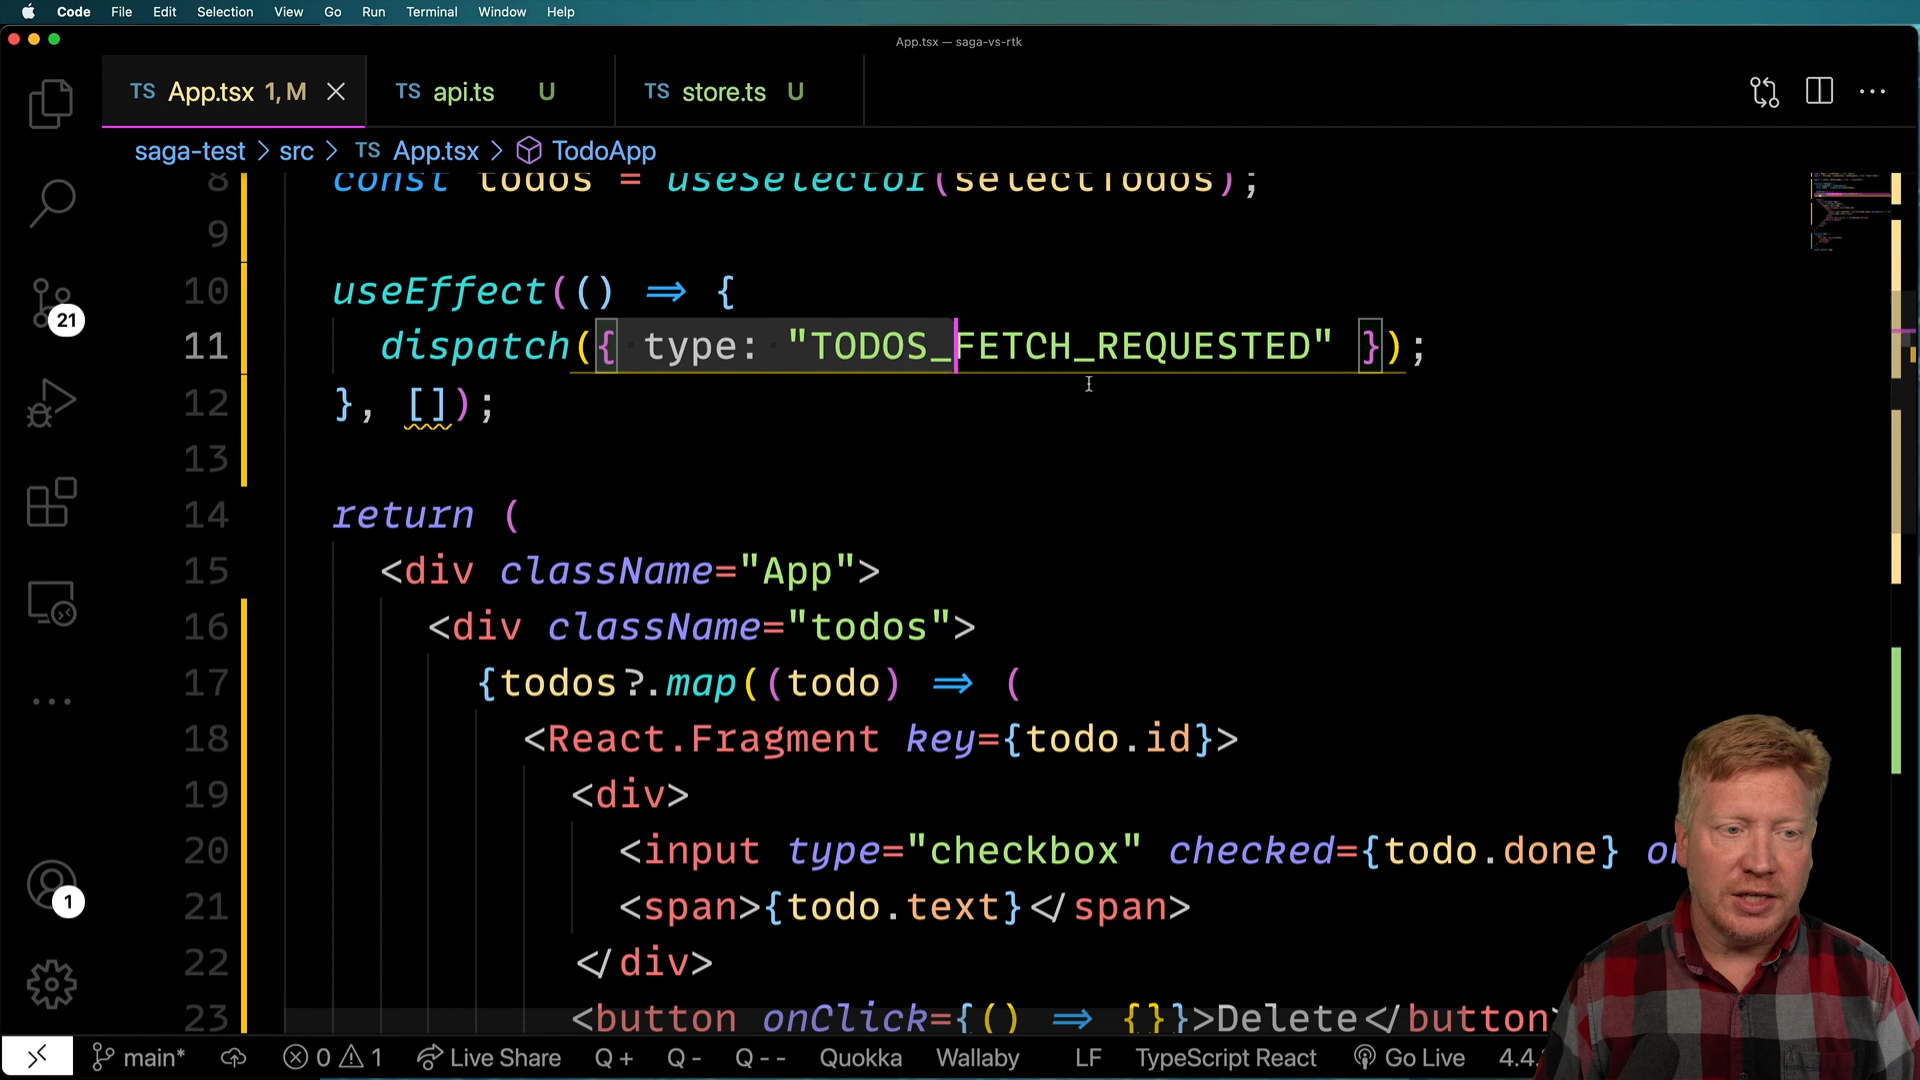 Code File Edit Selection View Go Run Terminal Window Help
App.tsx — saga-vs-rtk
TS App.tsx 1, M
TS api.ts U
TS store.ts U
saga-test > src > TS App.tsx > TodoApp
8 const todos = useSelector(selectTodos);
9
10 useEffect(() ⇒ {
11 dispatch({ type: "TODOS_FETCH_REQUESTED" });
12 }, []);
13
14 return (
15 <div className="App">
16 <div className="todos">
17 {todos?.map((todo) ⇒ (
18 <React.Fragment key={todo.id}>
19 <div>
20 <input type="checkbox" checked={todo.done}
21 <span>{todo.text}</span>
22 </div>
23 <button onClick={() ⇒ {}}>Delete</button
21
1
main* 0 1 Live Share Q + Q - Q - - Quokka Wallaby LF TypeScript React Go Live 4.4.